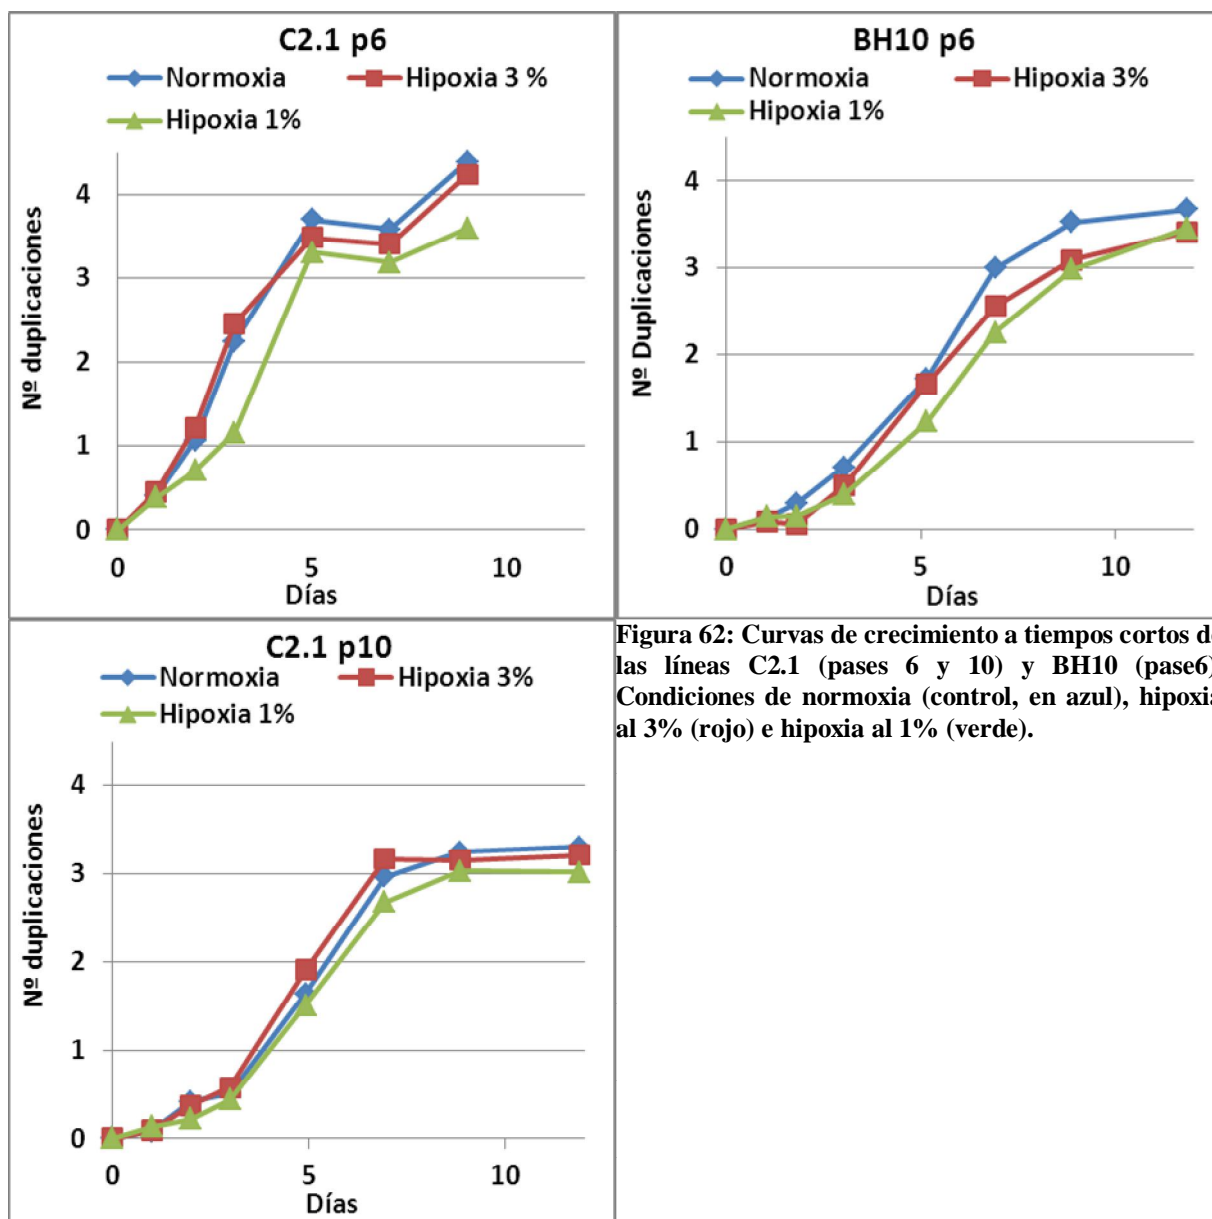 C2.1 p6
Normoxia
Hipoxia 3 %
Hipoxia 1%
Nº duplicaciones
4
3
2
1
0
0 5 10
Días
BH10 p6
Normoxia
Hipoxia 3%
Hipoxia 1%
Nº Duplicaciones
4
3
2
1
0
0 5 10
Días
C2.1 p10
Normoxia
Hipoxia 3%
Hipoxia 1%
Nº duplicaciones
4
3
2
1
0
0 5 10
Días
Figura 62: Curvas de crecimiento a tiempos cortos de
las líneas C2.1 (pases 6 y 10) y BH10 (pase6)
Condiciones de normoxia (control, en azul), hipoxia
al 3% (rojo) e hipoxia al 1% (verde).